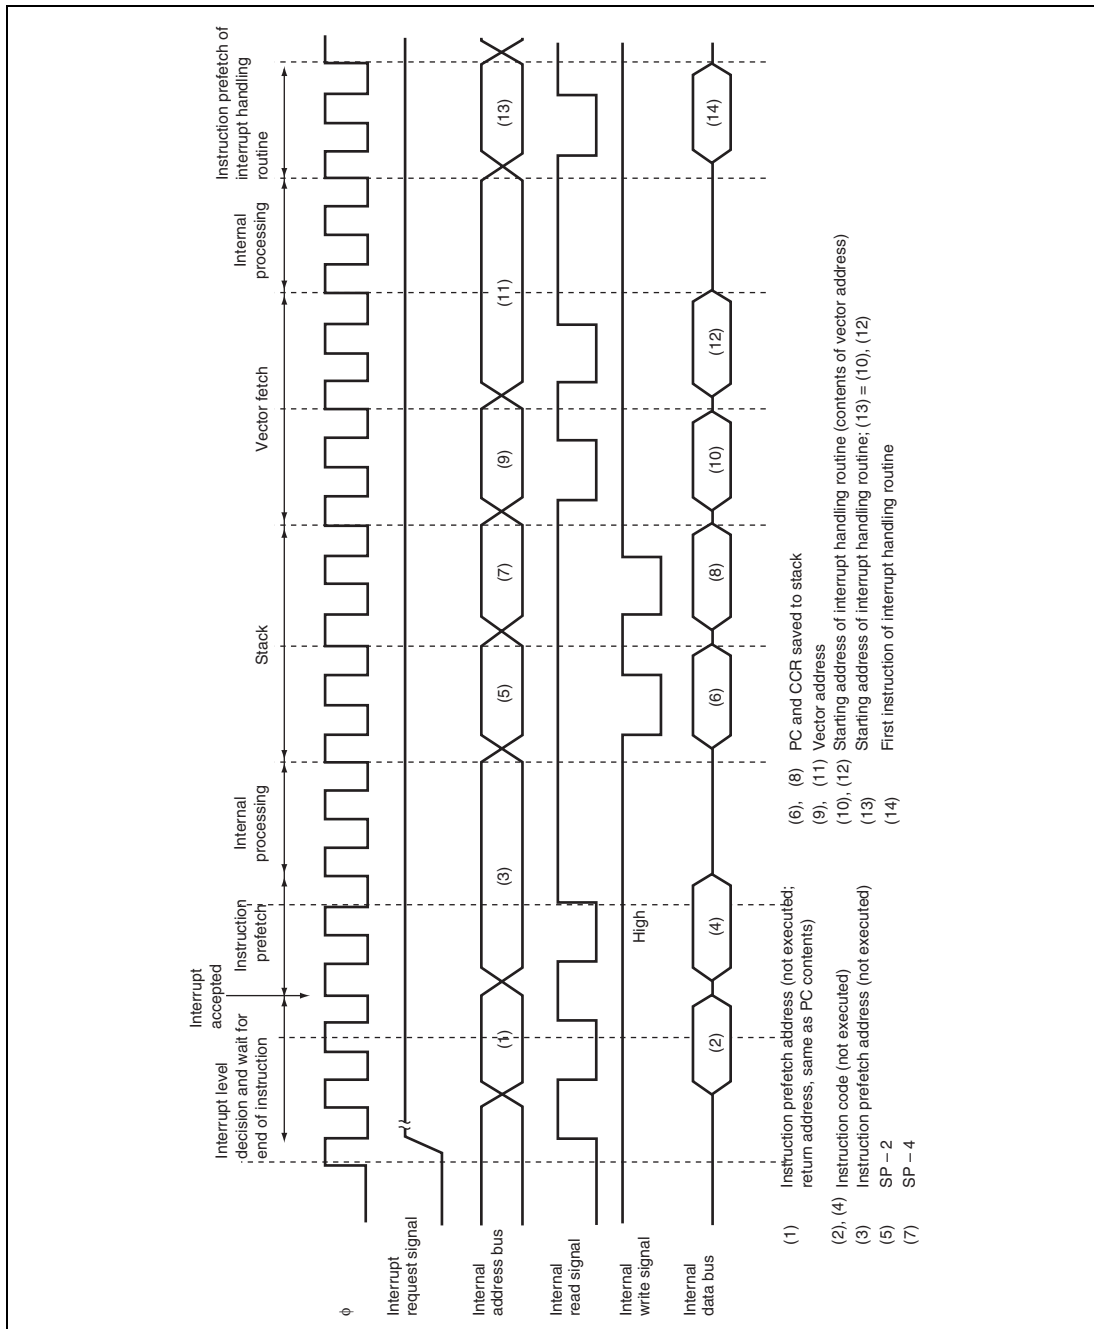 Interrupt level
decision and wait for
end of instruction
Interrupt
accepted
Instruction
prefetch
Internal
processing
Stack
Vector fetch
Internal
processing
Instruction prefetch of
interrupt handling
routine
φ
Interrupt
request signal
Internal
address bus
(1)
(3)
(5)
(7)
(9)
(11)
(13)
Internal
read signal
Internal
write signal
High
Internal
data bus
(2)
(4)
(6)
(8)
(10)
(12)
(14)
(1) Instruction prefetch address (not executed;
return address, same as PC contents)
(2), (4) Instruction code (not executed)
(3) Instruction prefetch address (not executed)
(5) SP – 2
(7) SP – 4
(6), (8) PC and CCR saved to stack
(9), (11) Vector address
(10), (12) Starting address of interrupt handling routine (contents of vector address)
(13) Starting address of interrupt handling routine; (13) = (10), (12)
(14) First instruction of interrupt handling routine